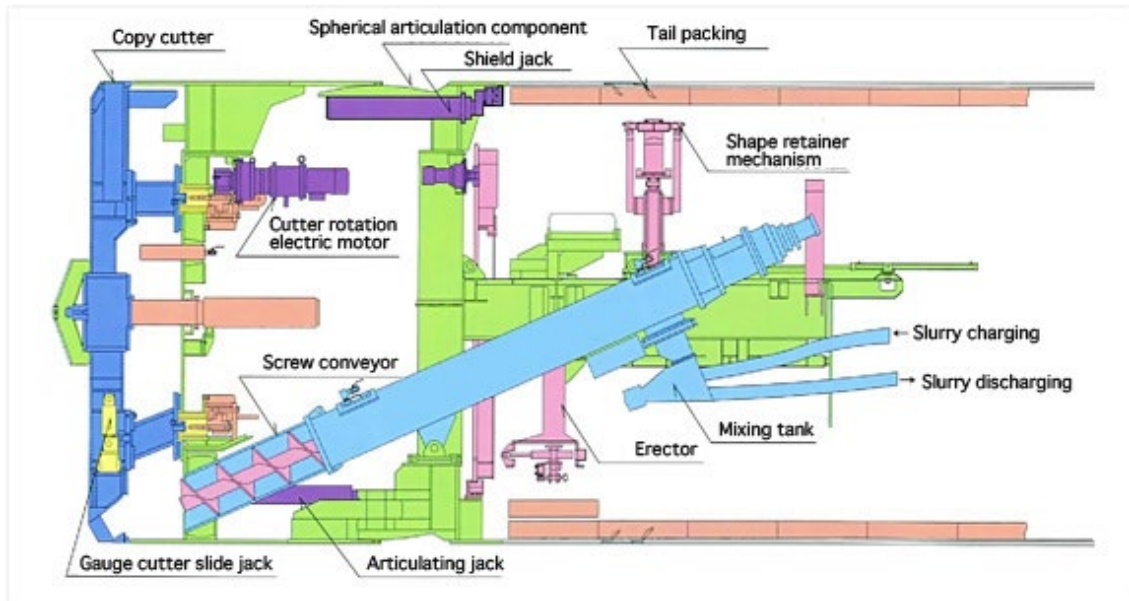 Copy cutter
Spherical articulation component
Shield jack
Tail packing
Shape retainer
mechanism
Cutter rotation
electric motor
Screw conveyor
Slurry charging
Slurry discharging
Mixing tank
Erector
Gauge cutter slide jack
Articulating jack